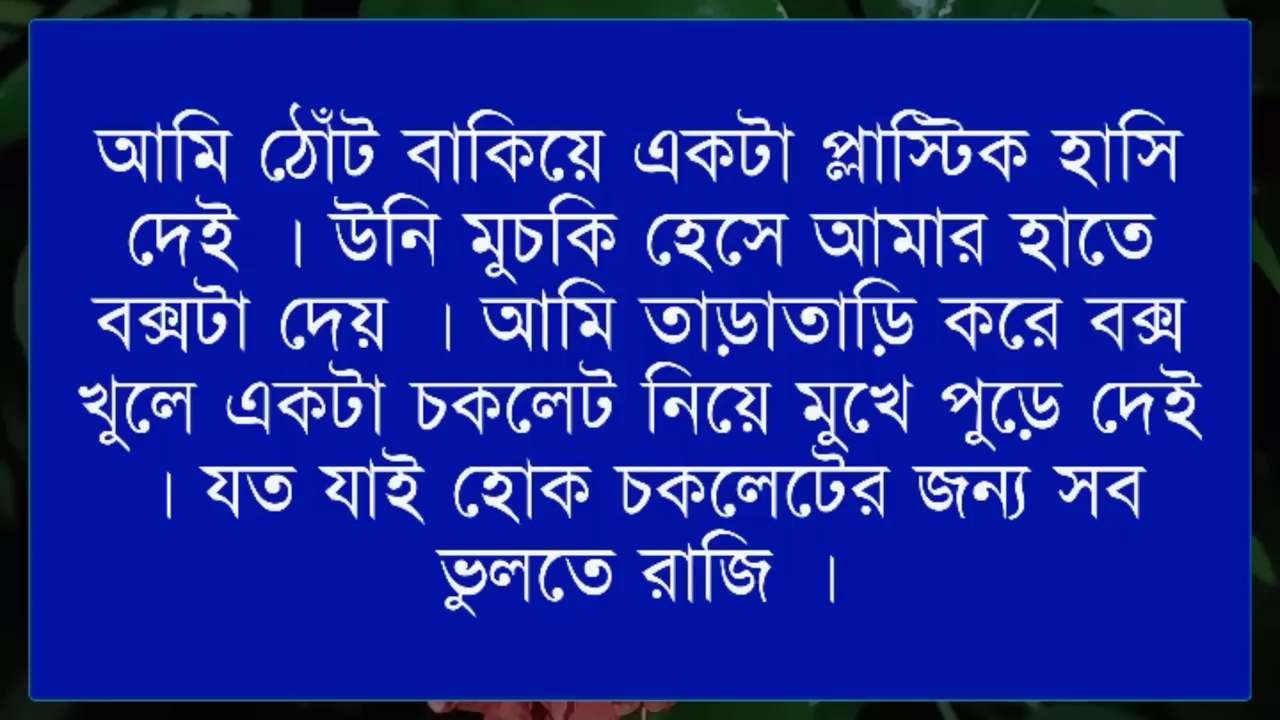 আমি ঠোঁট বাকিয়ে একটা প্লাস্টিক হাসি
দেই । উনি মুচকি হেসে আমার হাতে
বক্সটা দেয় । আমি তাড়াতাড়ি করে বক্স
খুলে একটা চকলেট নিয়ে মুখে পুড়ে দেই
। যত যাই হোক চকলেটের জন্য সব
ভুলতে রাজি ।